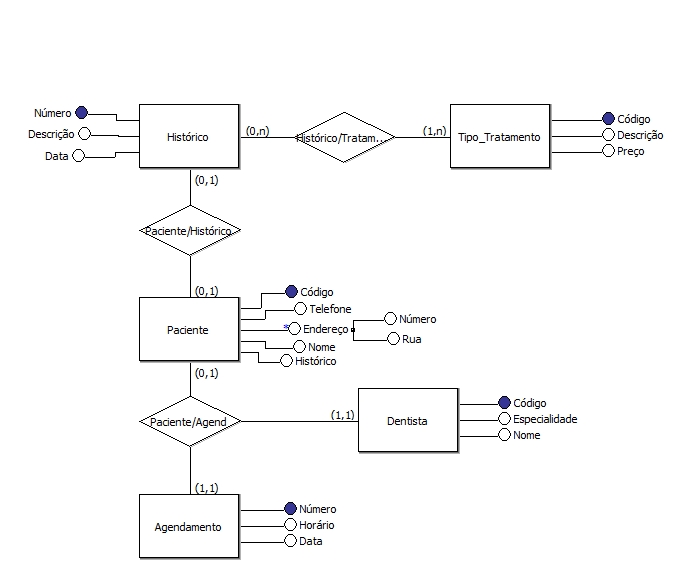 Número
Descrição
Data
Histórico
(0,n)
Histórico/Tratam...
(1,n)
Tipo_Tratamento
Código
Descrição
Preço
(0,1)
Paciente/Histórico
(0,1)
Paciente
Código
Telefone
*
Endereço
Número
Rua
Nome
Histórico
(0,1)
Paciente/Agend
(1,1)
Dentista
Código
Especialidade
Nome
(1,1)
Agendamento
Número
Horário
Data